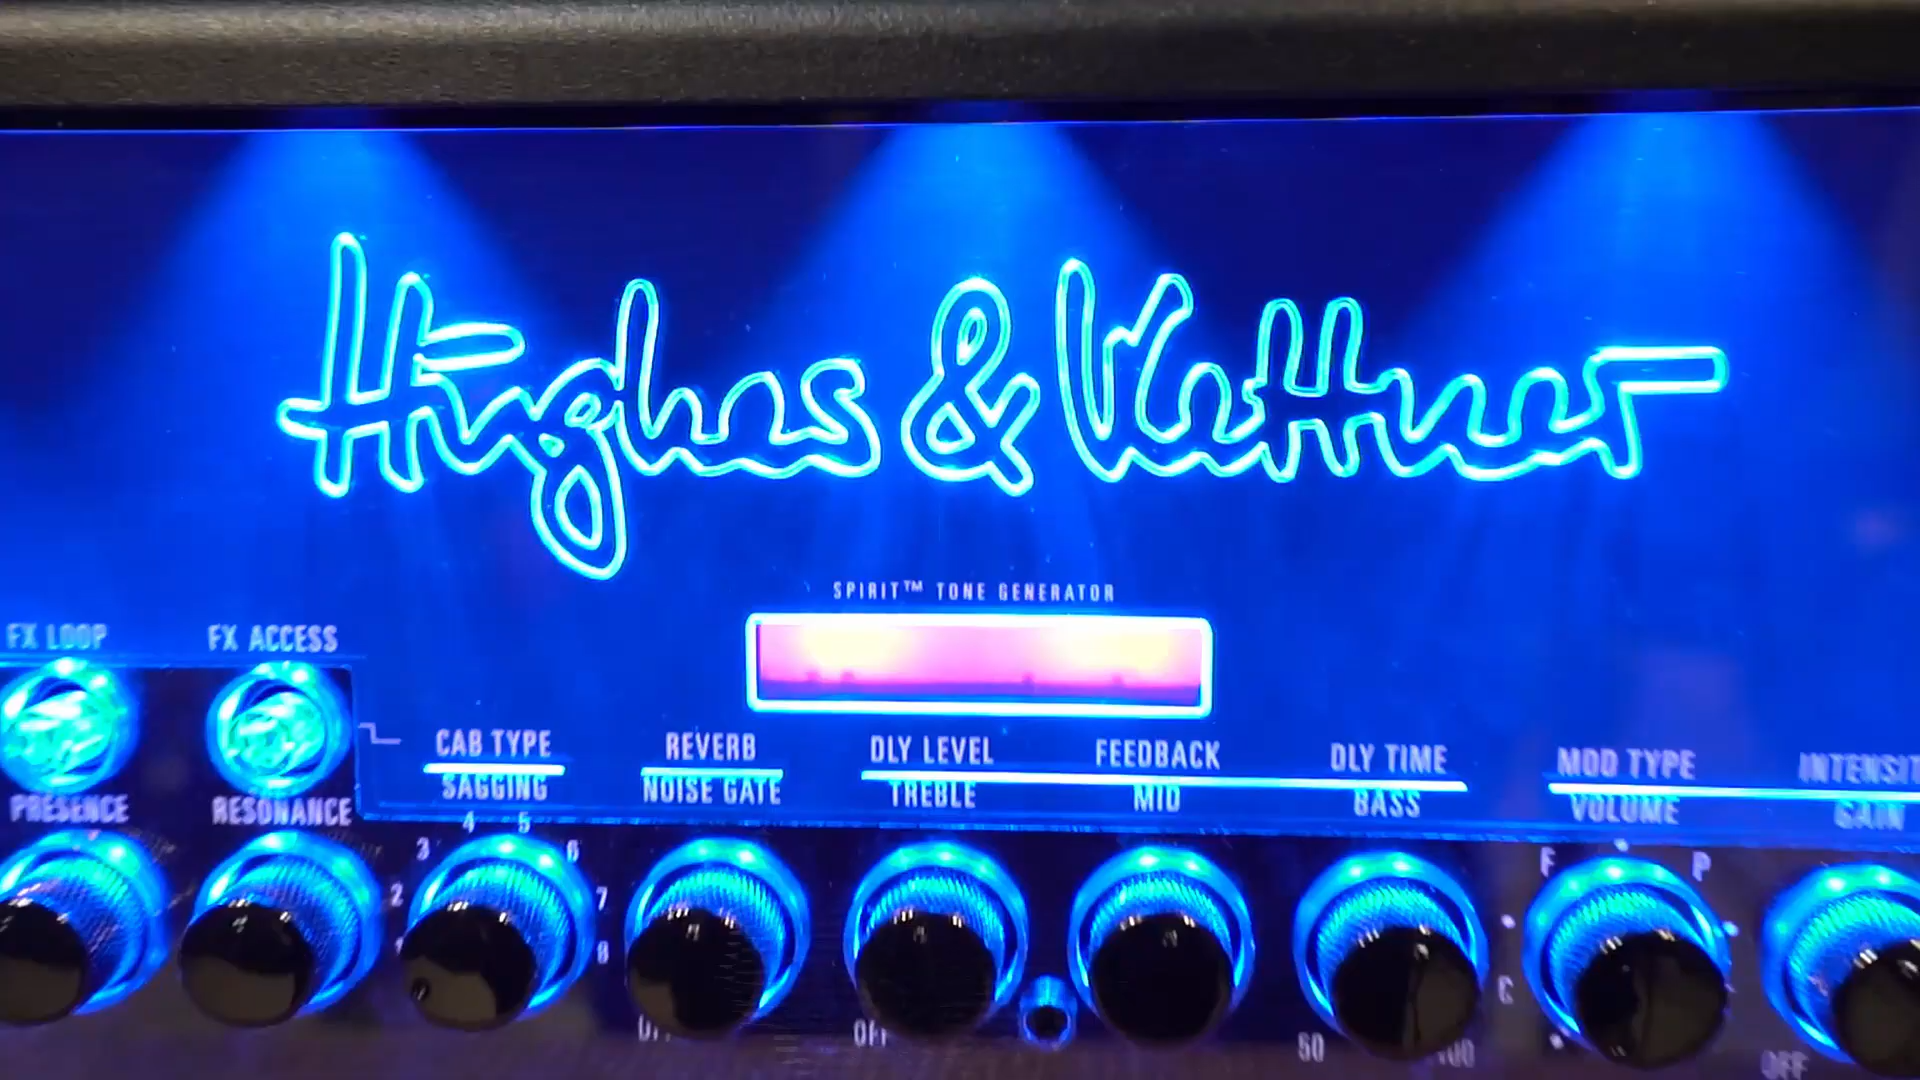 Hughes & Kettner
SPIRIT™ TONE GENERATOR
FX LOOP FX ACCESS
CAB TYPE REVERB DLY LEVEL FEEDBACK DLY TIME MOD TYPE
SAGGING NOISE GATE TREBLE MID BASS VOLUME GAIN
PRESENCE RESONANCE
4 5
3 6
F P
2 7
8
C
OFF
50 100
OFF